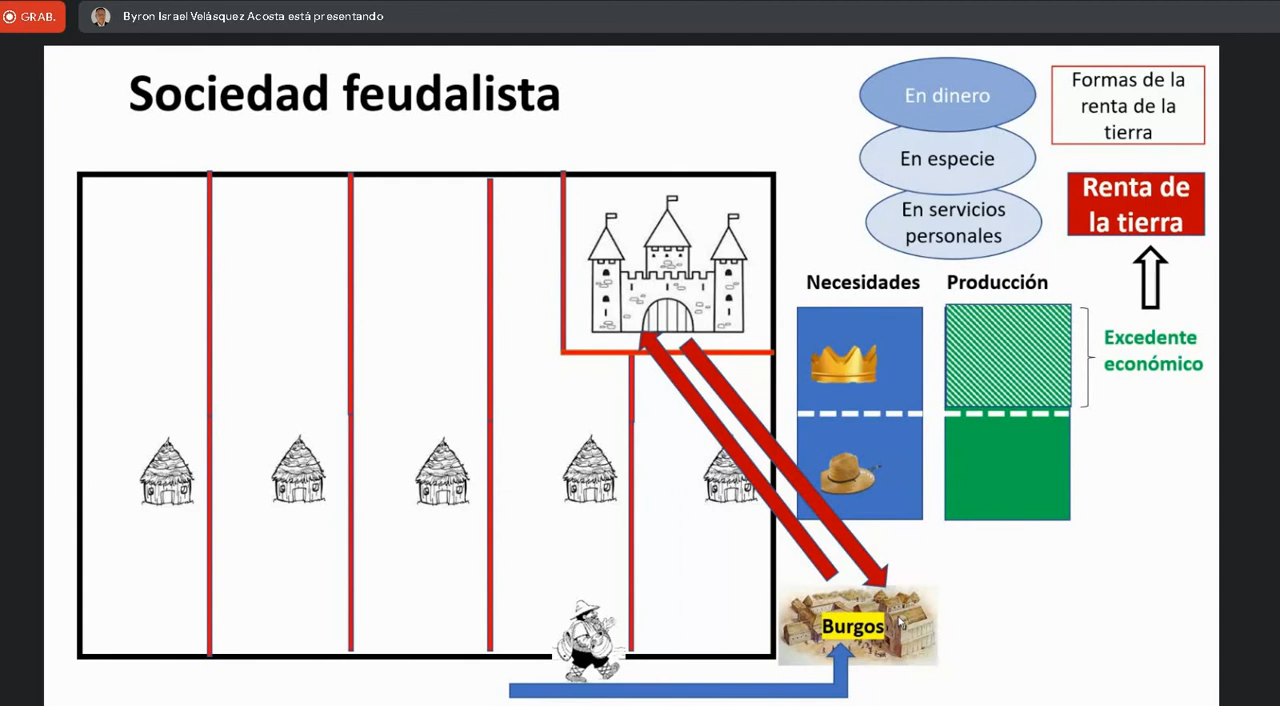 GRAB.
Byron Israel Velásquez Acosta está presentando
Sociedad feudalista
En dinero
En especie
En servicios
personales
Formas de la
renta de la
tierra
Renta de
la tierra
Necesidades
Producción
Excedente
económico
Burgos